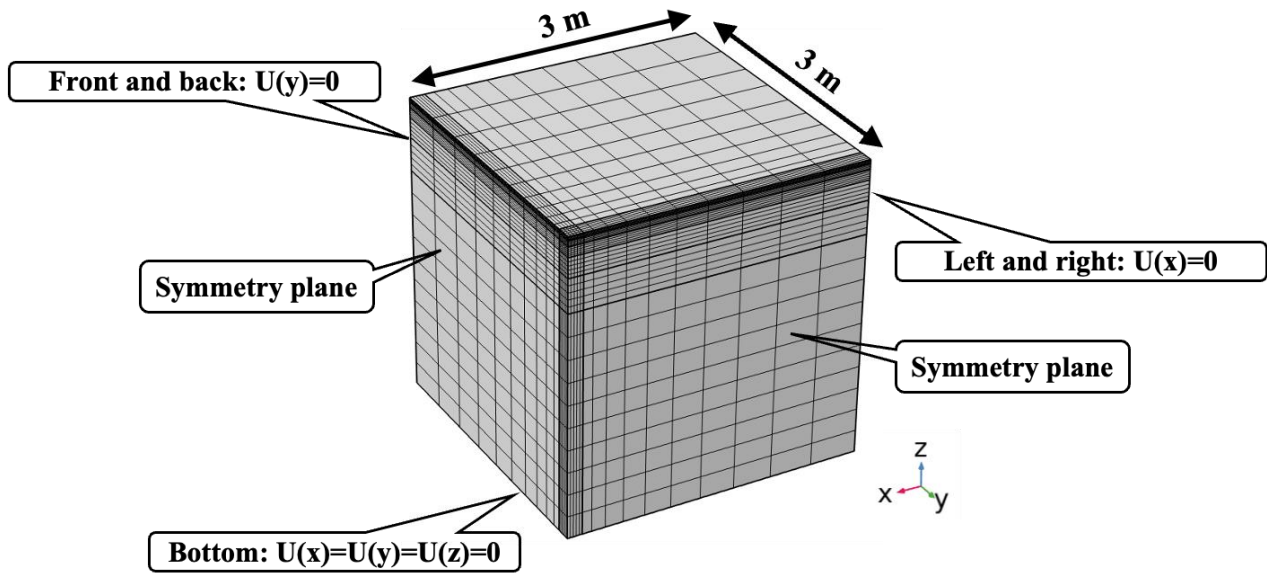 3 m
3 m
Front and back: U(y)=0
Symmetry plane
Left and right: U(x)=0
Symmetry plane
Bottom: U(x)=U(y)=U(z)=0
z
x
y